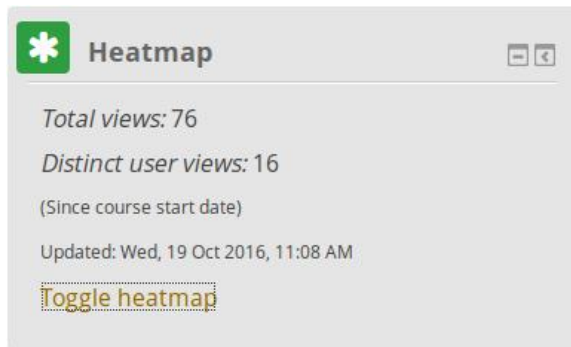 Heatmap
Total views: 76
Distinct user views: 16
(Since course start date)
Updated: Wed, 19 Oct 2016, 11:08 AM
Toggle heatmap